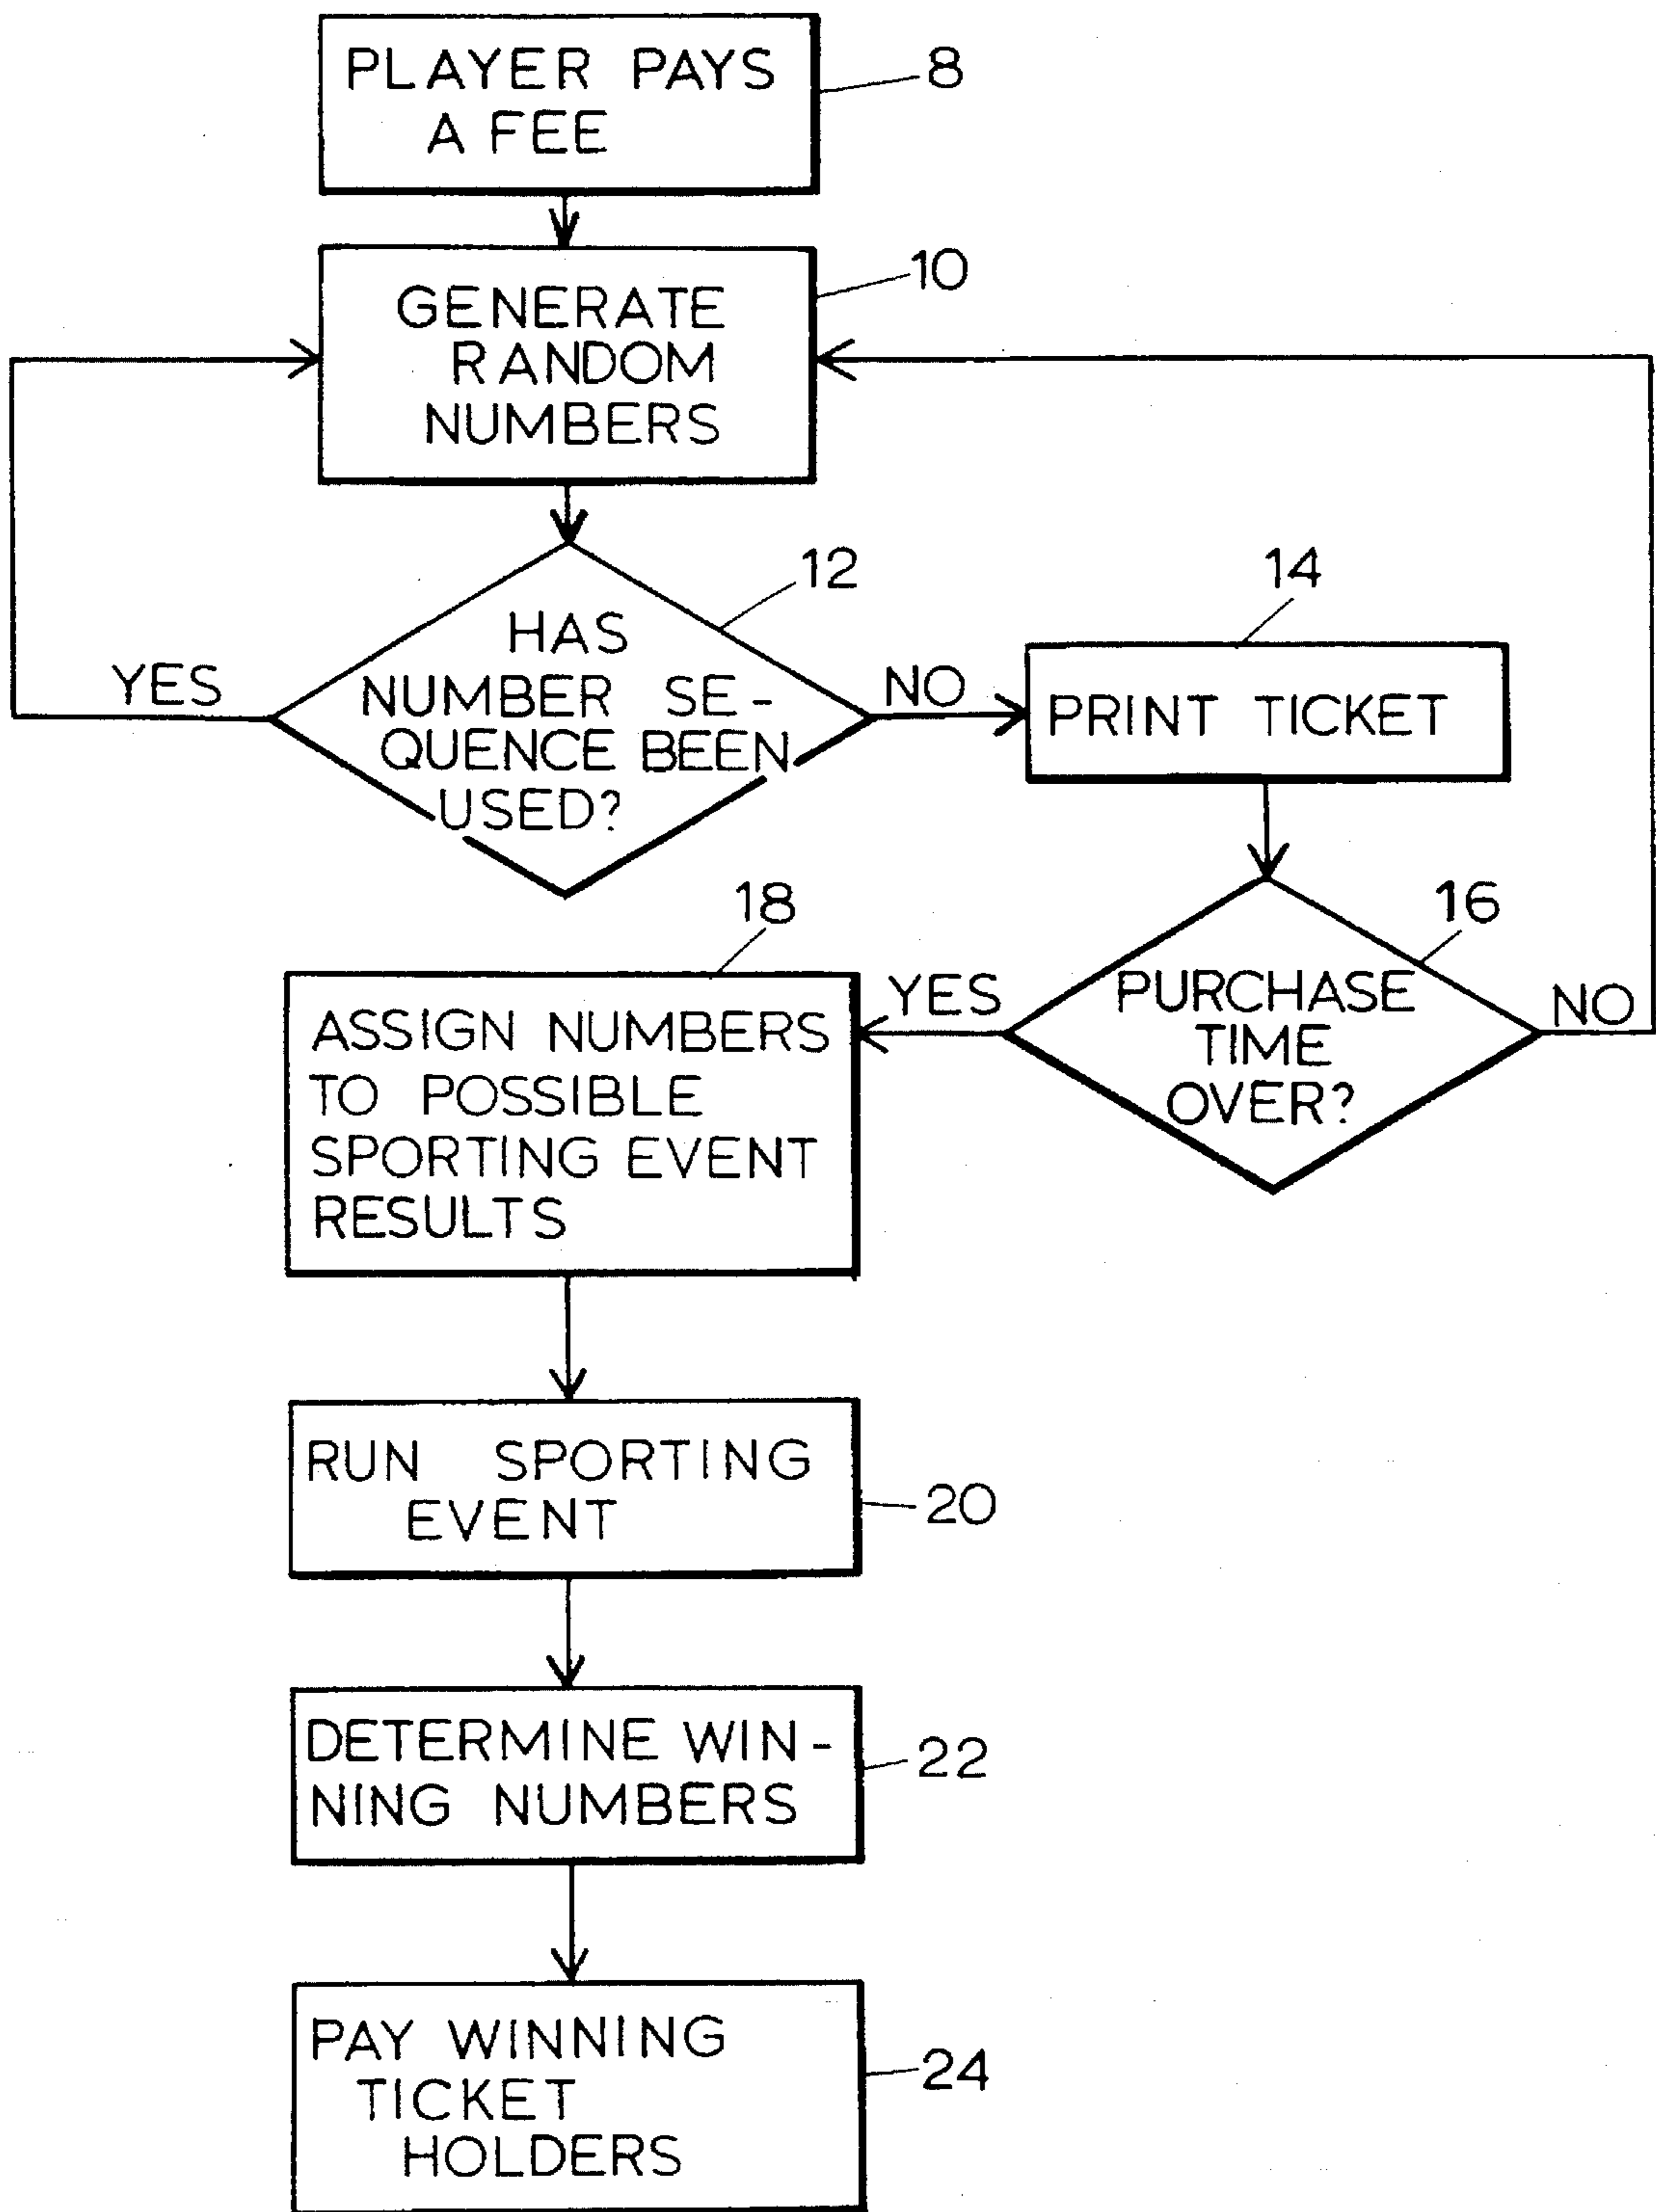 PLAYER PAYS
A FEE
8
GENERATE
RANDOM
NUMBERS
10
HAS
NUMBER SE-
QUENCE BEEN
USED?
12
YES
NO
PRINT TICKET
14
PURCHASE
TIME
OVER?
16
YES
NO
ASSIGN NUMBERS
TO POSSIBLE
SPORTING EVENT
RESULTS
18
RUN SPORTING
EVENT
20
DETERMINE WIN-
NING NUMBERS
22
PAY WINNING
TICKET
HOLDERS
24